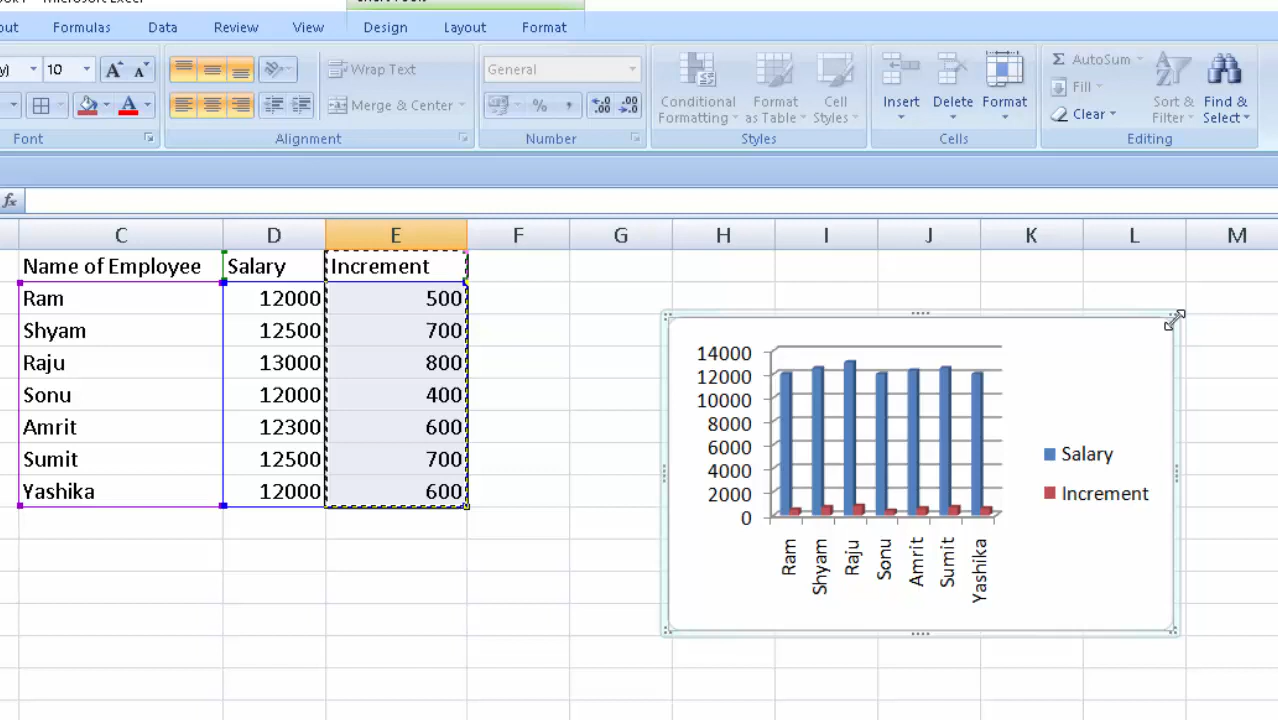 Microsoft Excel
Formulas Data Review View Design Layout Format
10 A A Wrap Text General
A Merge & Center % , Conditional Formatting Format as Table Cell Styles Insert Delete Format Σ AutoSum Fill Clear Sort & Filter Find & Select
Font Alignment Number Styles Cells Editing
fx
C D E F G H I J K L M
Name of Employee Salary Increment
Ram 12000 500
Shyam 12500 700
Raju 13000 800
Sonu 12000 400
Amrit 12300 600
Sumit 12500 700
Yashika 12000 600
14000
12000
10000
8000
6000
4000
2000
0
Ram Shyam Raju Sonu Amrit Sumit Yashika
Salary
Increment